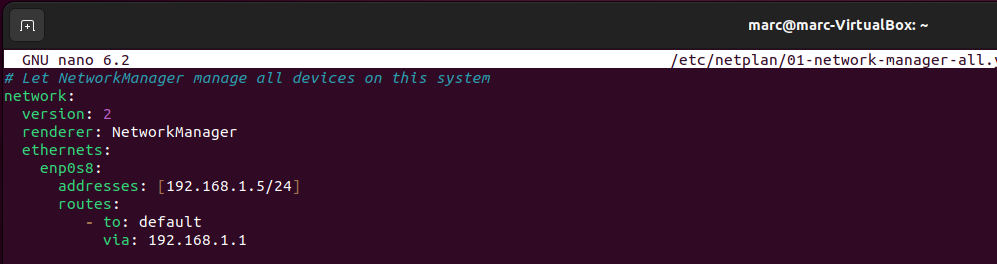 marc@marc-VirtualBox: ~
GNU nano 6.2 /etc/netplan/01-network-manager-all.y
# Let NetworkManager manage all devices on this system
network:
  version: 2
  renderer: NetworkManager
  ethernets:
    enp0s8:
      addresses: [192.168.1.5/24]
      routes:
         - to: default
           via: 192.168.1.1